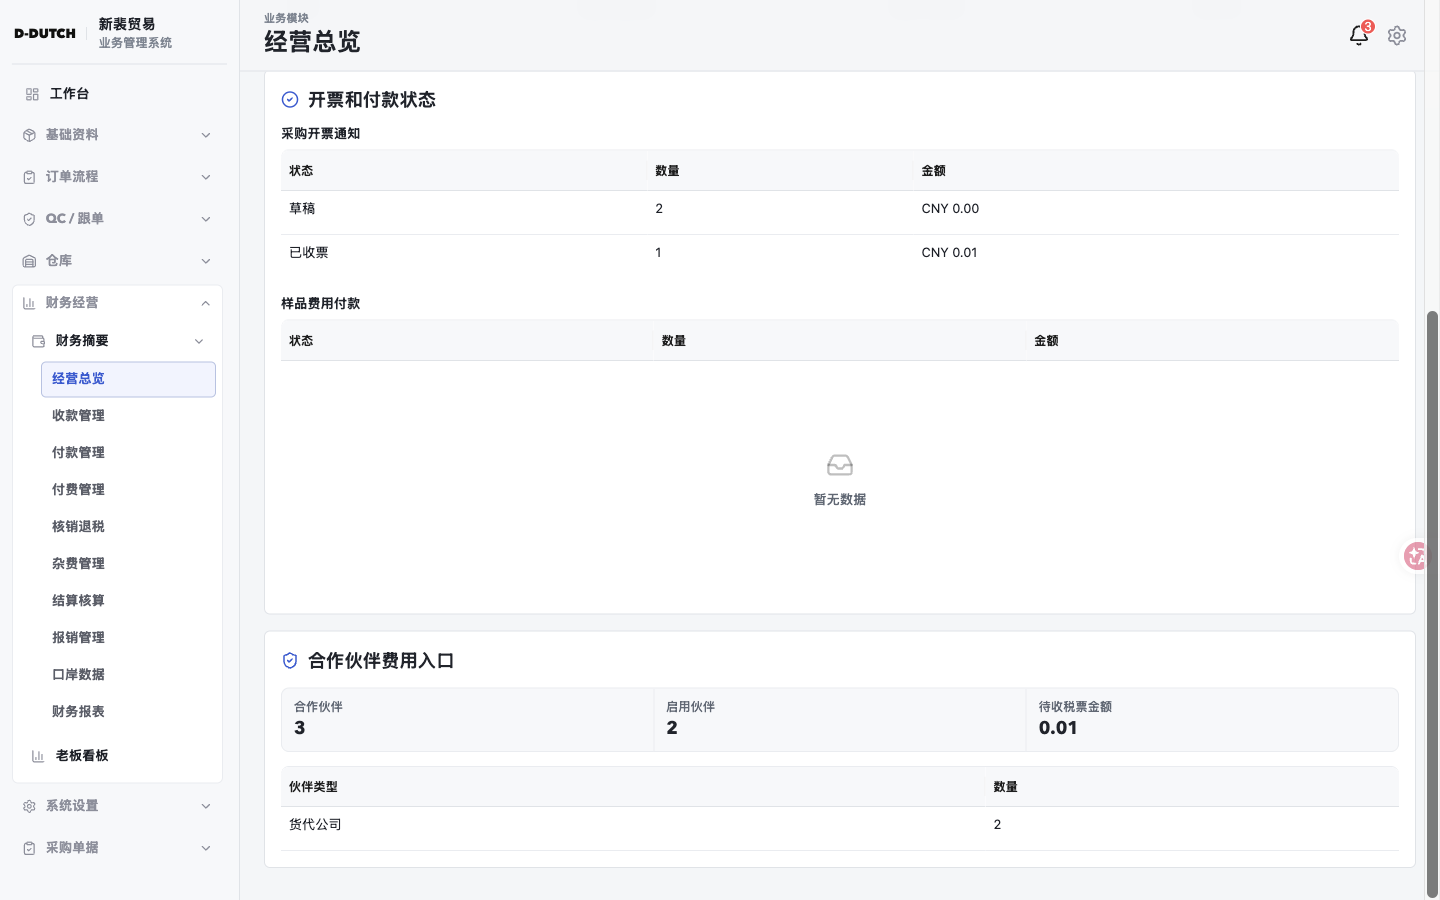 D-DUTCH
新裴贸易
业务管理系统
工作台
基础资料
订单流程
QC / 跟单
仓库
财务经营
财务摘要
经营总览
收款管理
付款管理
付费管理
核销退税
杂费管理
结算核算
报销管理
口岸数据
财务报表
老板看板
系统设置
采购单据
业务模块
经营总览
3
开票和付款状态
采购开票通知
状态 数量 金额
草稿 2 CNY 0.00
已收票 1 CNY 0.01
样品费用付款
状态 数量 金额
暂无数据
合作伙伴费用入口
合作伙伴 启用伙伴 待收税票金额
3 2 0.01
伙伴类型 数量
货代公司 2